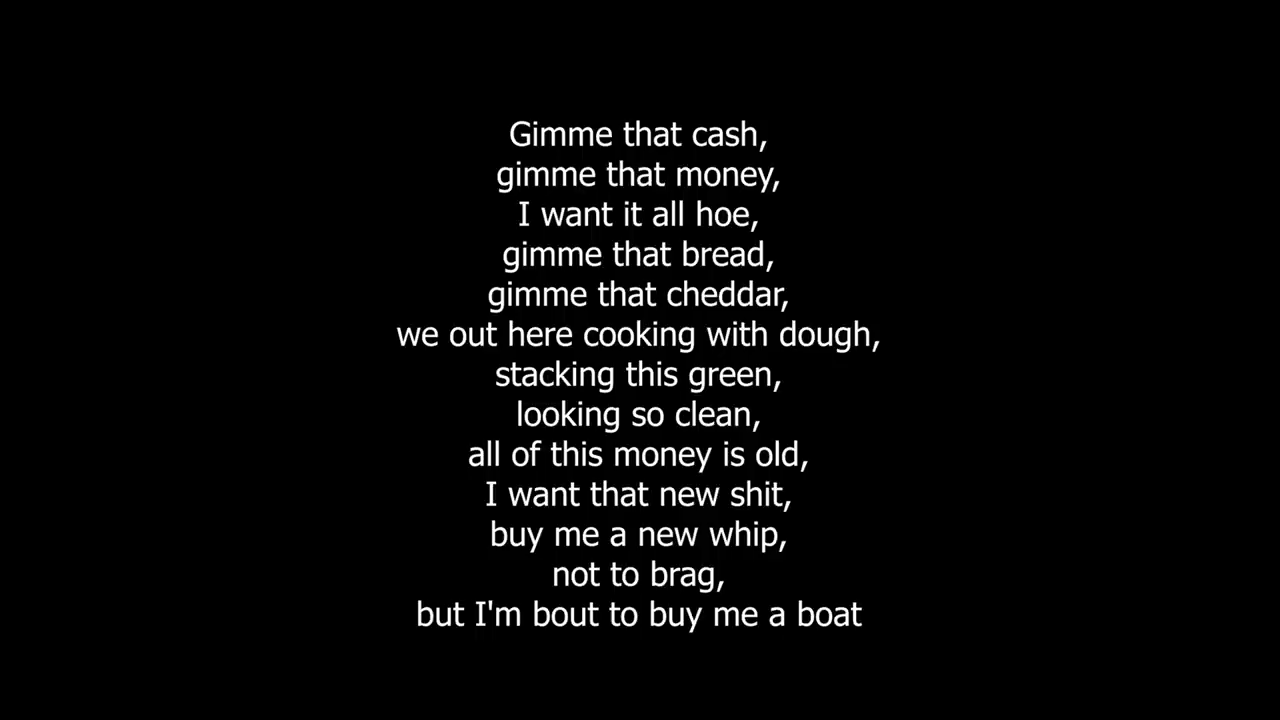 Gimme that cash,
gimme that money,
I want it all hoe,
gimme that bread,
gimme that cheddar,
we out here cooking with dough,
stacking this green,
looking so clean,
all of this money is old,
I want that new shit,
buy me a new whip,
not to brag,
but I'm bout to buy me a boat